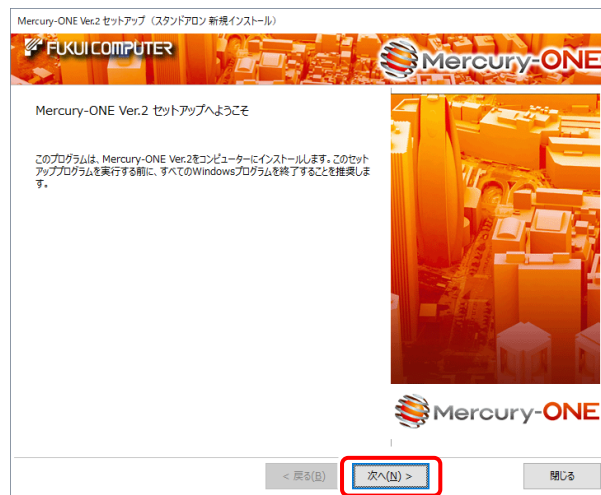 Mercury-ONE Ver.2 セットアップ（スタンドアロン 新規インストール）
FUKUI COMPUTER
Mercury-ONE
Mercury-ONE Ver.2 セットアップへようこそ
このプログラムは、Mercury-ONE Ver.2をコンピューターにインストールします。このセット
アッププログラムを実行する前に、すべてのWindowsプログラムを終了することを推奨しま
す。
Mercury-ONE
< 戻る(B)
次へ(N) >
閉じる